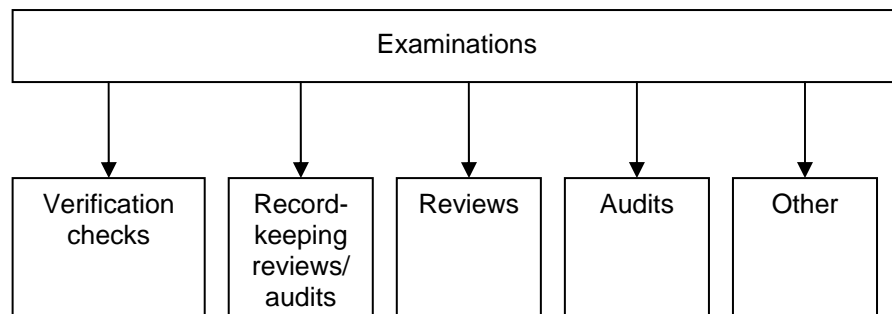 Examinations
Verification
checks
Record-
keeping
reviews/
audits
Reviews
Audits
Other